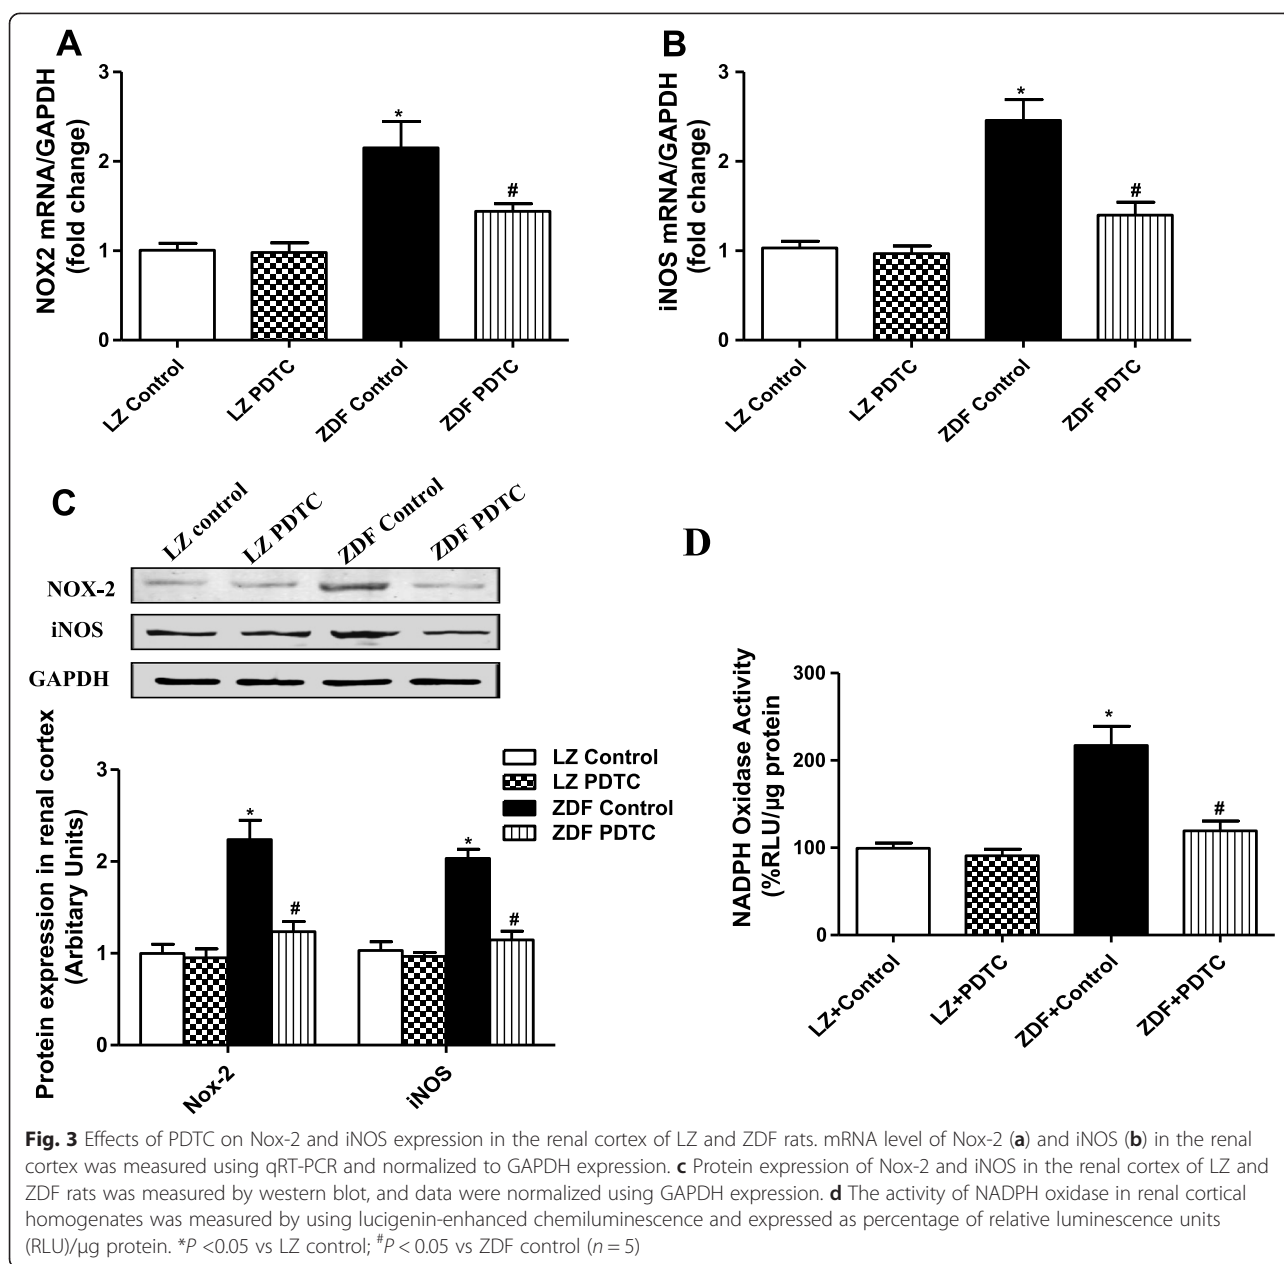 A
NOX2 mRNA/GAPDH
(fold change)
3
2
1
0
*
#
LZ Control
LZ PDTC
ZDF Control
ZDF PDTC
B
iNOS mRNA/GAPDH
(fold change)
3
2
1
0
*
#
LZ Control
LZ PDTC
ZDF Control
ZDF PDTC
C
LZ control
LZ PDTC
ZDF Control
ZDF PDTC
NOX-2
iNOS
GAPDH
Protein expression in renal cortex
(Arbitary Units)
3
2
1
0
*
#
*
#
Nox-2
iNOS
LZ Control
LZ PDTC
ZDF Control
ZDF PDTC
D
NADPH Oxidase Activity
(%RLU/µg protein
300
200
100
0
*
#
LZ+Control
LZ+PDTC
ZDF+Control
ZDF+PDTC
Fig. 3 Effects of PDTC on Nox-2 and iNOS expression in the renal cortex of LZ and ZDF rats. mRNA level of Nox-2 (a) and iNOS (b) in the renal
cortex was measured using qRT-PCR and normalized to GAPDH expression. c Protein expression of Nox-2 and iNOS in the renal cortex of LZ and
ZDF rats was measured by western blot, and data were normalized using GAPDH expression. d The activity of NADPH oxidase in renal cortical
homogenates was measured by using lucigenin-enhanced chemiluminescence and expressed as percentage of relative luminescence units
(RLU)/µg protein. *P <0.05 vs LZ control; #P < 0.05 vs ZDF control (n = 5)